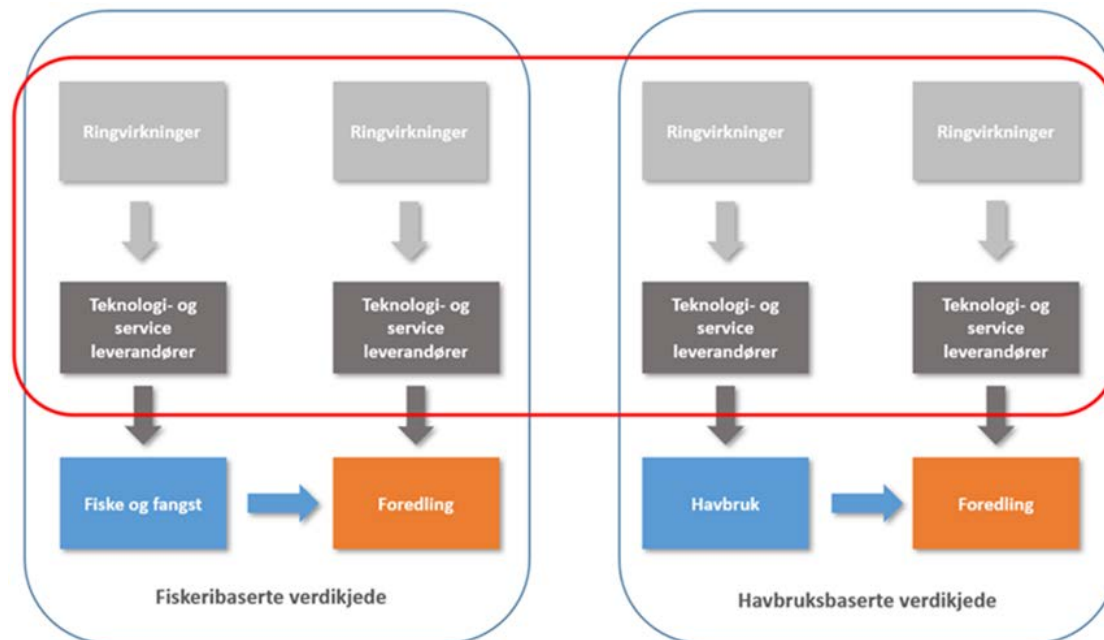 Ringvirkninger
Ringvirkninger
Ringvirkninger
Ringvirkninger
Teknologi- og
service
leverandører
Teknologi- og
service
leverandører
Teknologi- og
service
leverandører
Teknologi- og
service
leverandører
Fiske og fangst
Foredling
Havbruk
Foredling
Fiskeribaserte verdikjede
Havbruksbaserte verdikjede